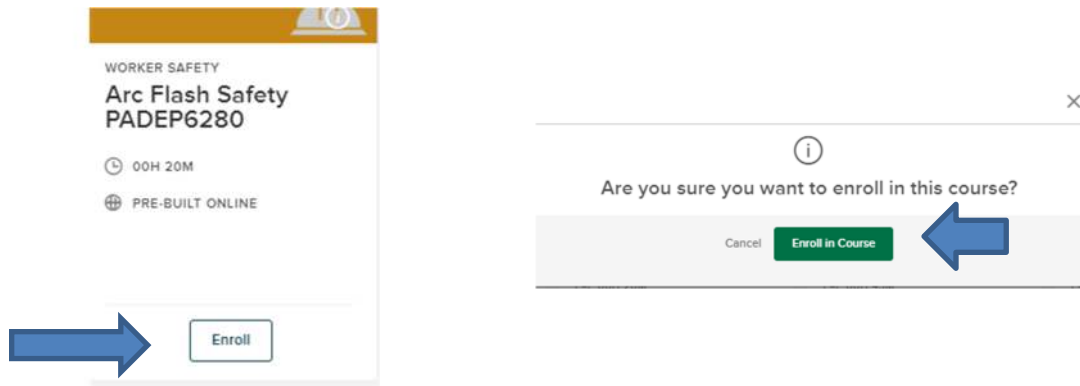 WORKER SAFETY
Arc Flash Safety
PADEP6280
00H 20M
PRE-BUILT ONLINE
Enroll
Are you sure you want to enroll in this course?
Cancel Enroll in Course